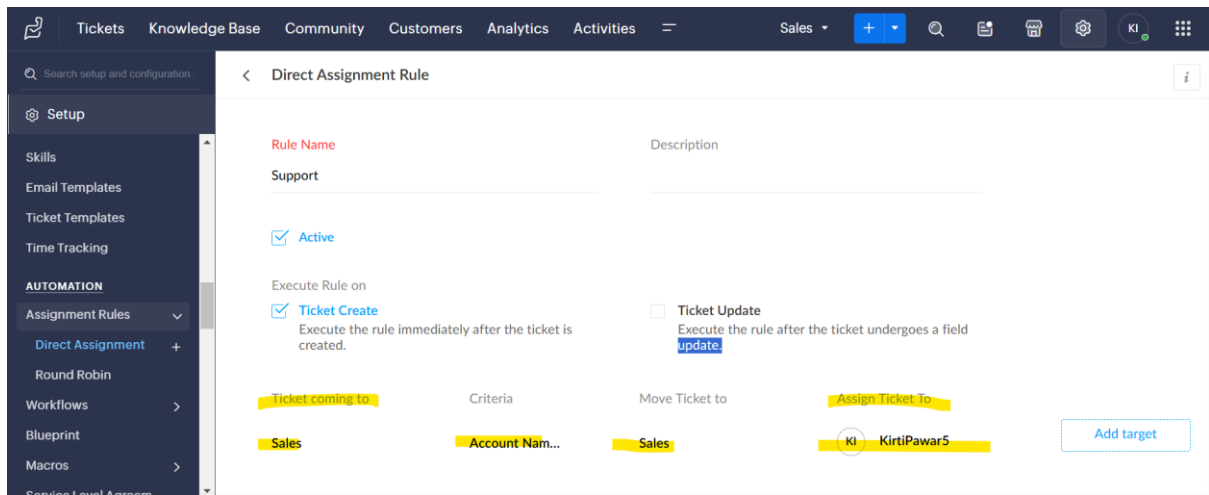 Tickets Knowledge Base Community Customers Analytics Activities Sales KI
Search setup and configuration..
Direct Assignment Rule
i
Setup
Skills
Email Templates
Ticket Templates
Time Tracking
AUTOMATION
Assignment Rules
Direct Assignment +
Round Robin
Workflows
Blueprint
Macros
Service Level Agreem
Rule Name Description
Support
Active
Execute Rule on
Ticket Create
Execute the rule immediately after the ticket is
created.
Ticket Update
Execute the rule after the ticket undergoes a field
update.
Ticket coming to Criteria Move Ticket to Assign Ticket To
Sales Account Nam... Sales KI KirtiPawar5 Add target